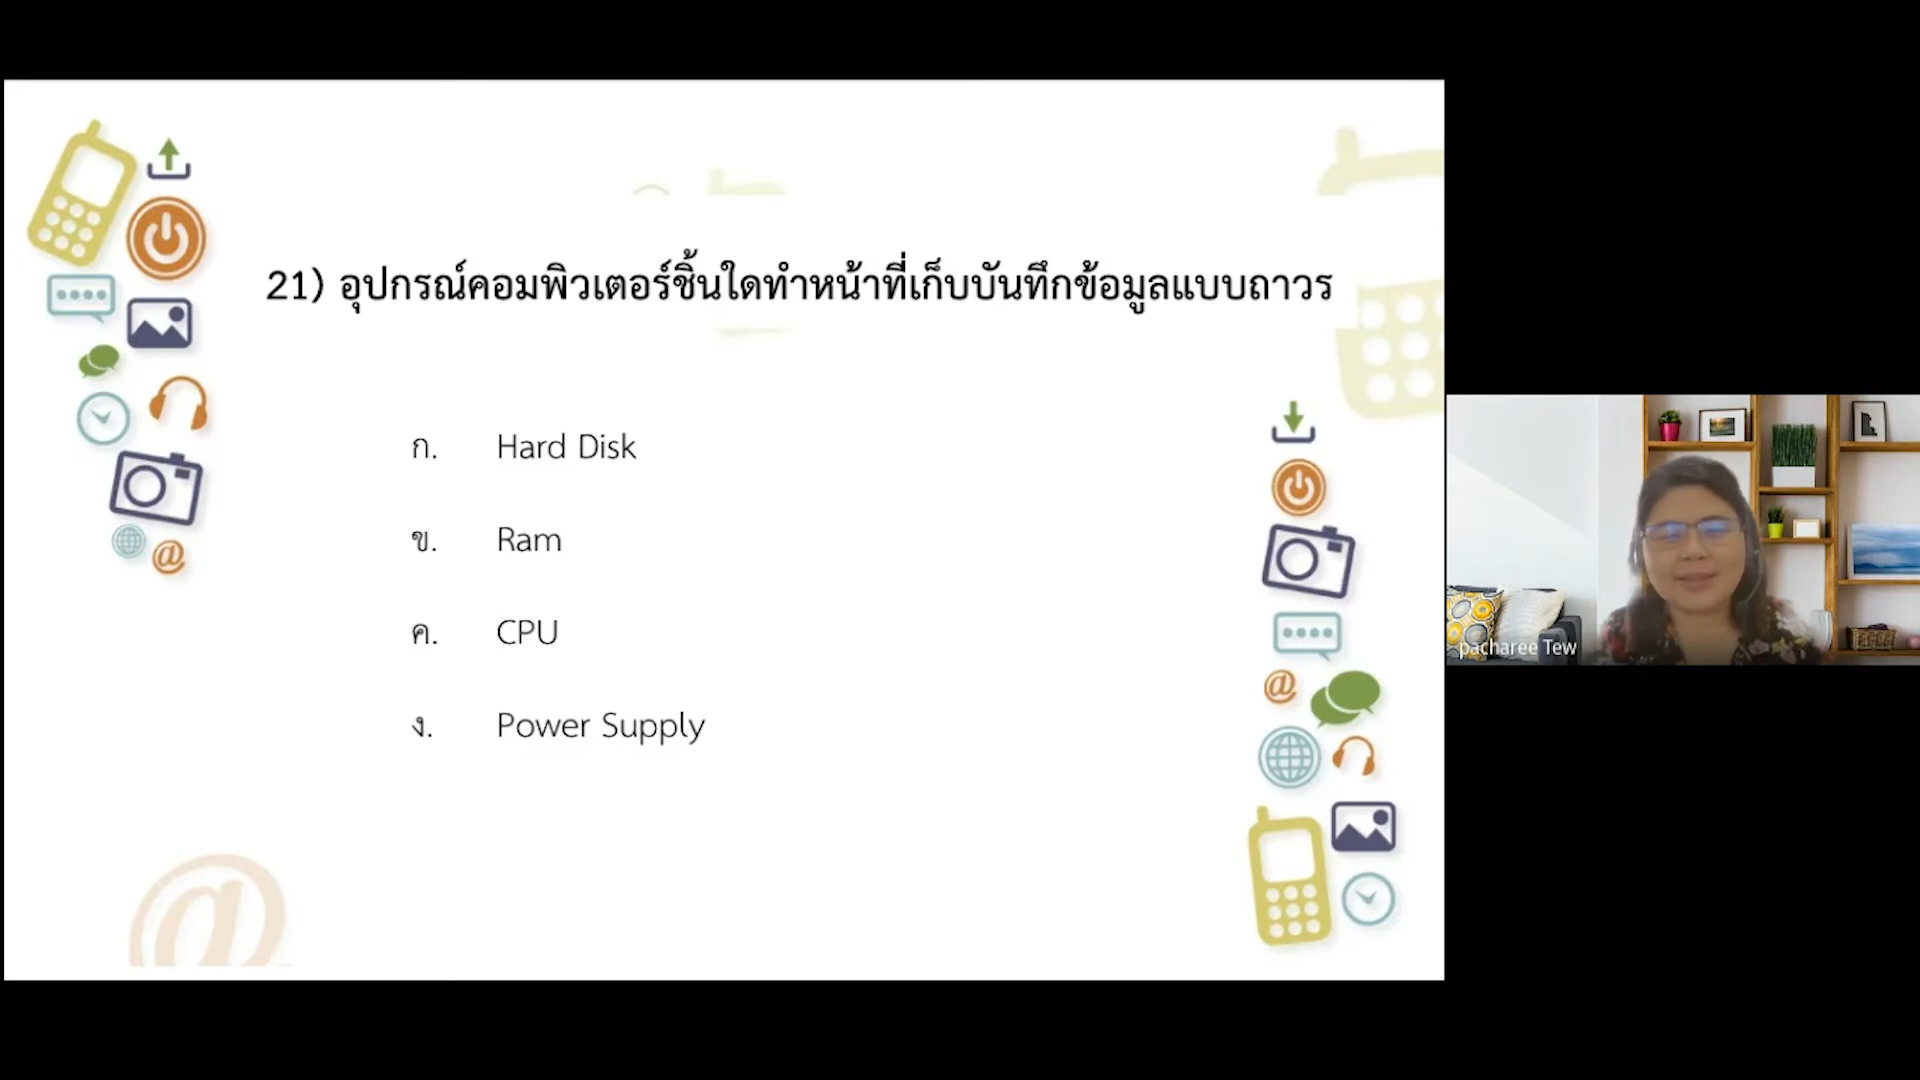 21) อุปกรณ์คอมพิวเตอร์ชิ้นใดทำหน้าที่เก็บบันทึกข้อมูลแบบถาวร
ก. Hard Disk
ข. Ram
ค. CPU
ง. Power Supply
pacharee Tew